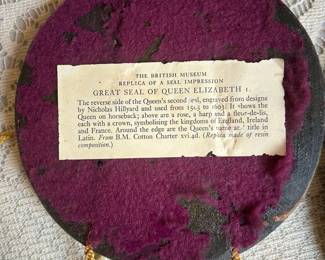 THE BRITISH MUSEUM
REPLICA OF A SEAL IMPRESSION
GREAT SEAL OF QUEEN ELIZABETH I.
The reverse side of the Queen's second seal, engraved from designs
by Nicholas Hillyard and used from 1563 to 1603. It shows the
Queen on horseback; above are a rose, a harp and a fleur-de-lis,
each with a crown, symbolising the kingdoms of England, Ireland
and France. Around the edge are the Queen's name and title in
Latin. From B.M. Cotton Charter xvi.4d. (Replica made of resin
composition.)